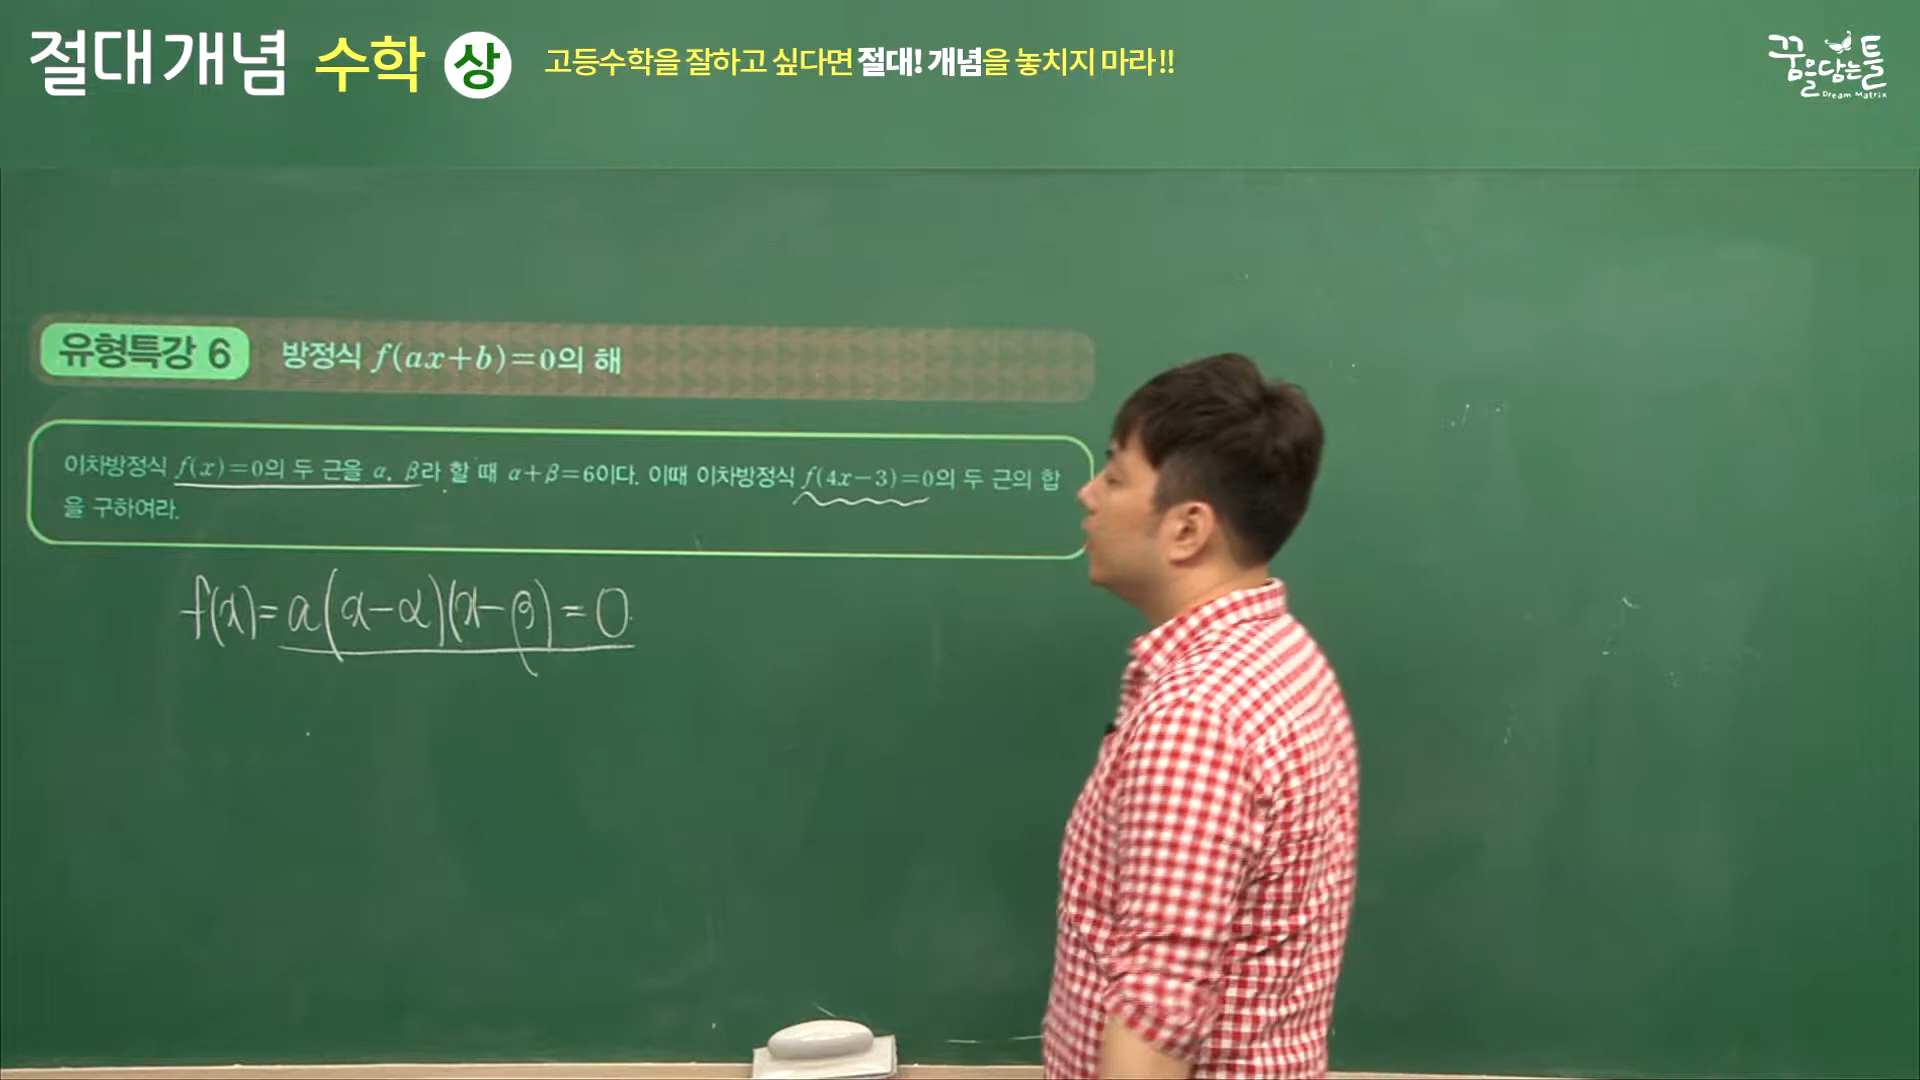 절대개념 수학 상 고등수학을 잘하고 싶다면 절대! 개념을 놓치지 마라!!
꿈을담는틀
Dream Matrix
유형특강 6 방정식 f(ax+b)=0의 해
이차방정식 f(x)=0의 두 근을 α, β라 할 때 α+β=6이다. 이때 이차방정식 f(4x-3)=0의 두 근의 합
을 구하여라.
f(x)=a(x-α)(x-β)=0